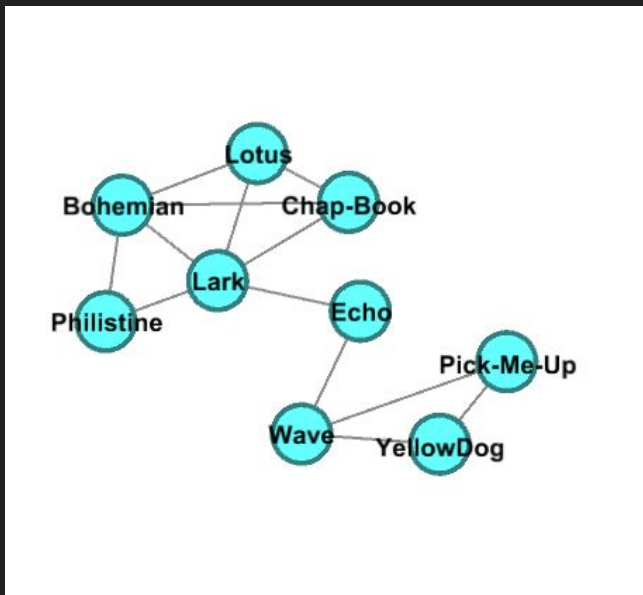 Lotus
Bohemian
Chap-Book
Lark
Echo
Philistine
Pick-Me-Up
Wave
YellowDog